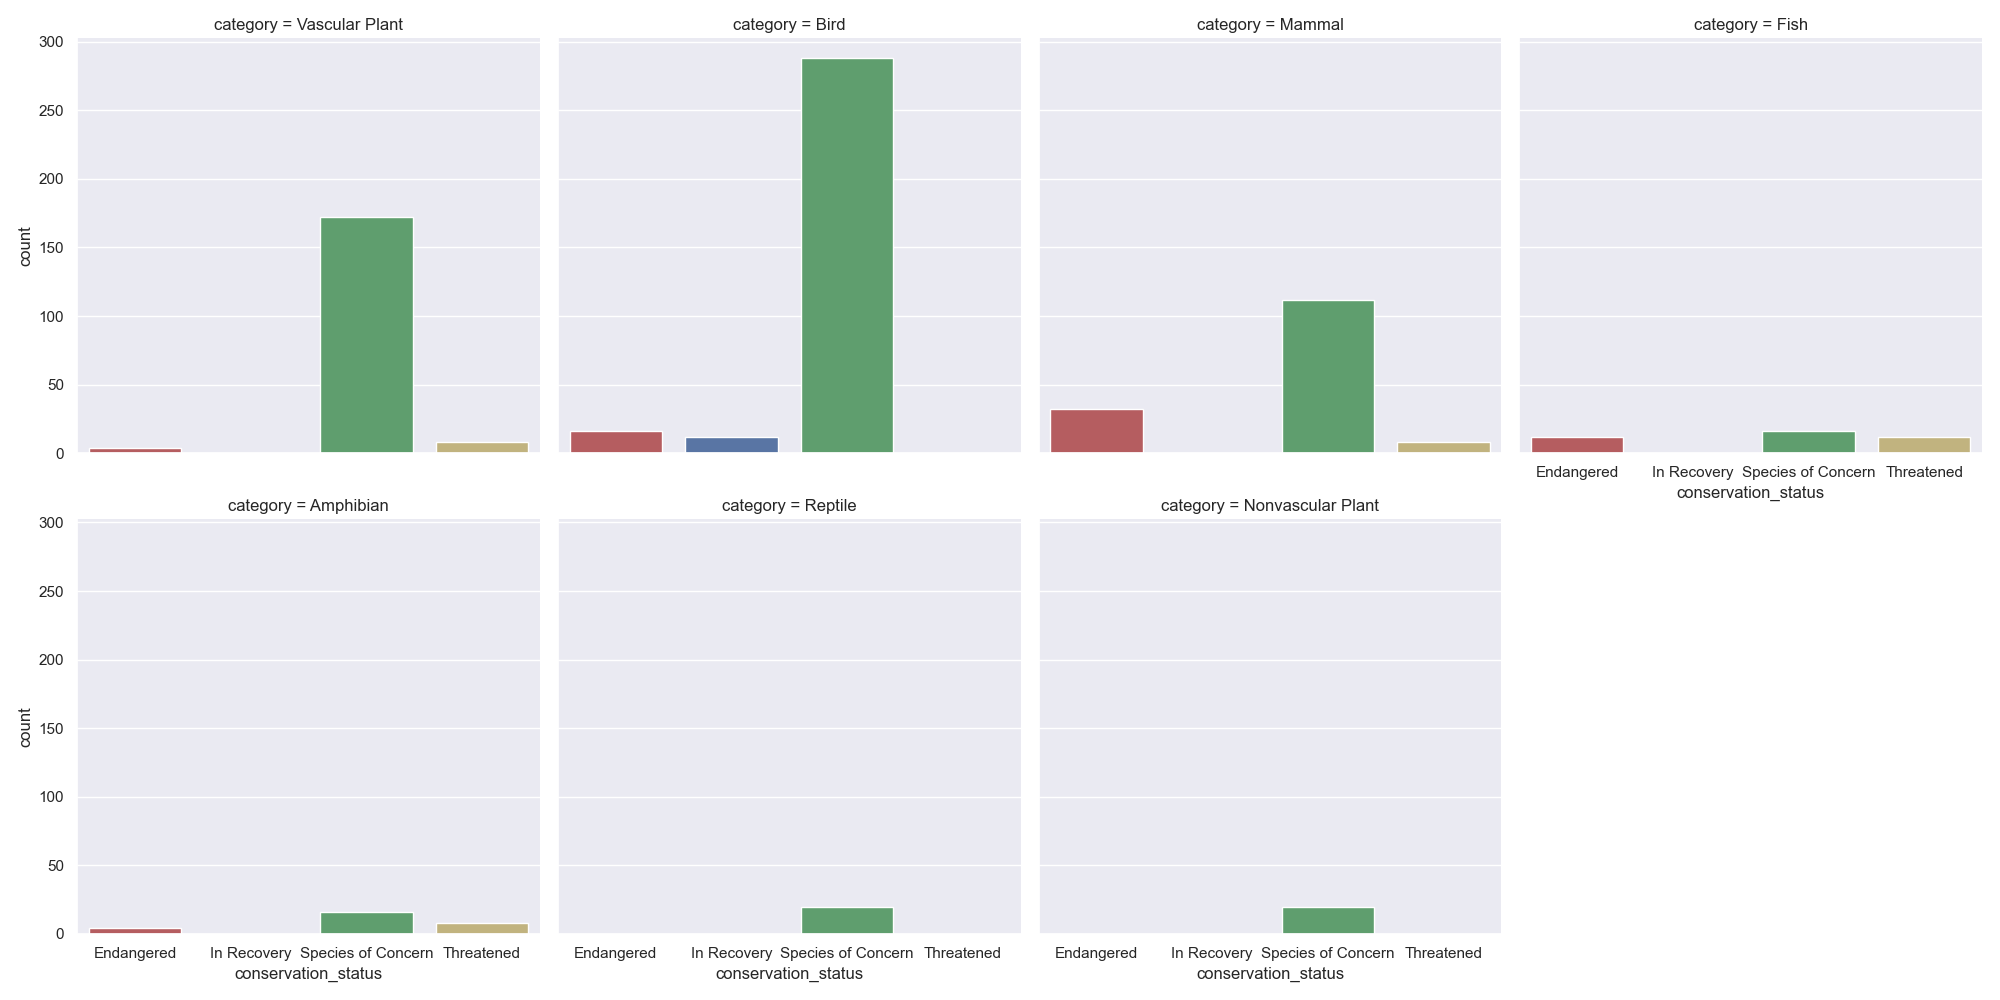 category = Vascular Plant
category = Bird
category = Mammal
category = Fish
300
250
200
150
100
50
0
count
Endangered
In Recovery
Species of Concern
Threatened
conservation_status
category = Amphibian
category = Reptile
category = Nonvascular Plant
300
250
200
150
100
50
0
count
Endangered
In Recovery
Species of Concern
Threatened
conservation_status
Endangered
In Recovery
Species of Concern
Threatened
conservation_status
Endangered
In Recovery
Species of Concern
Threatened
conservation_status